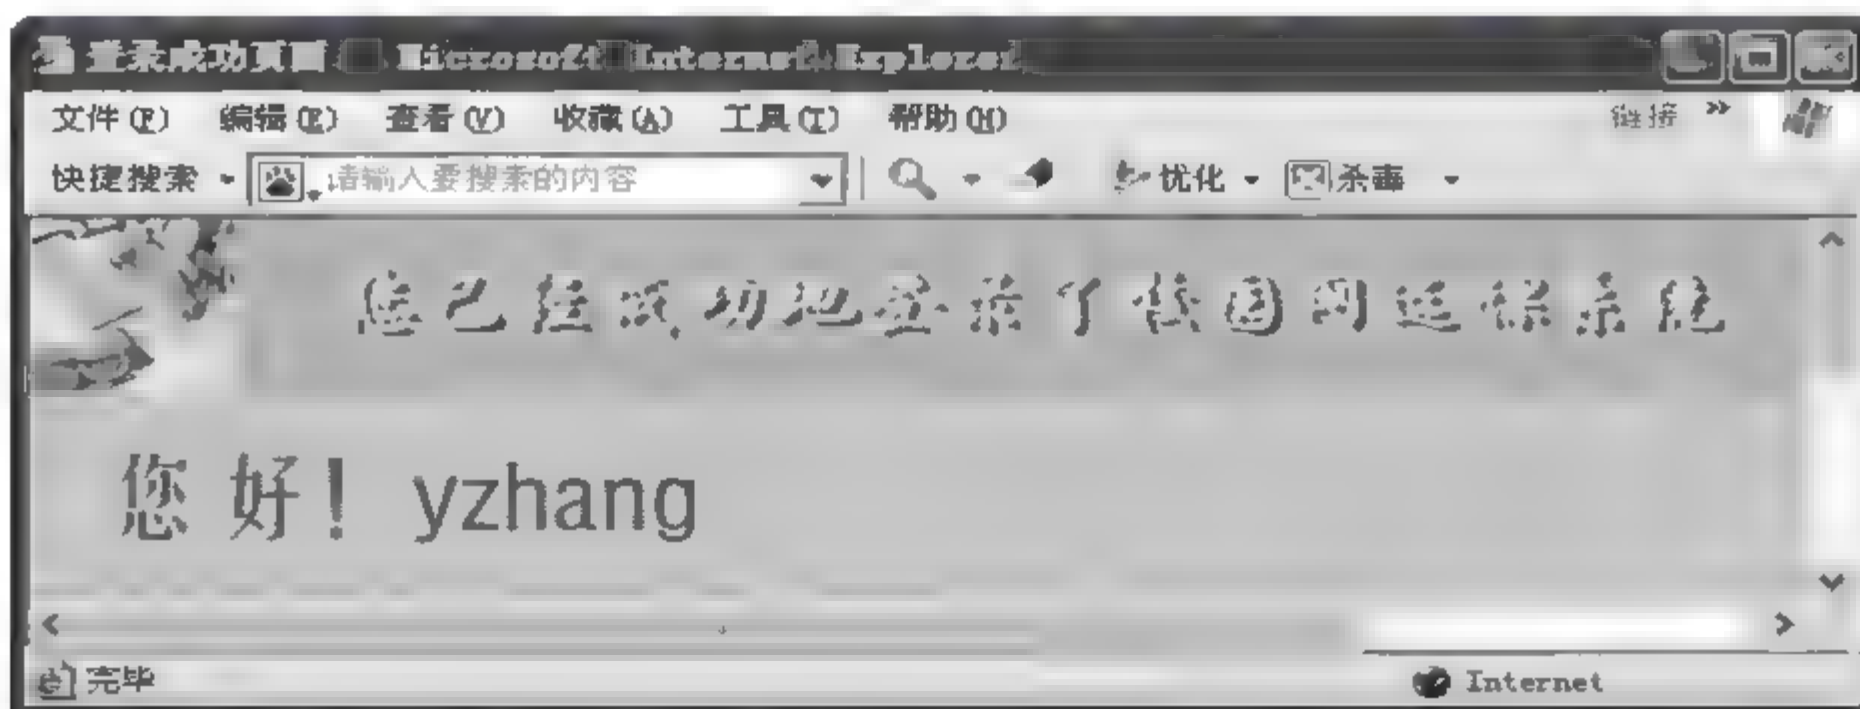 登录成功页面 - Microsoft Internet Explorer
文件(F) 编辑(E) 查看(V) 收藏(A) 工具(T) 帮助(H) 链接 »
快捷搜索 请输入要搜索的内容 优化 杀毒
您已经成功地登录了校园网选课系统
您 好! yzhang
完毕 Internet